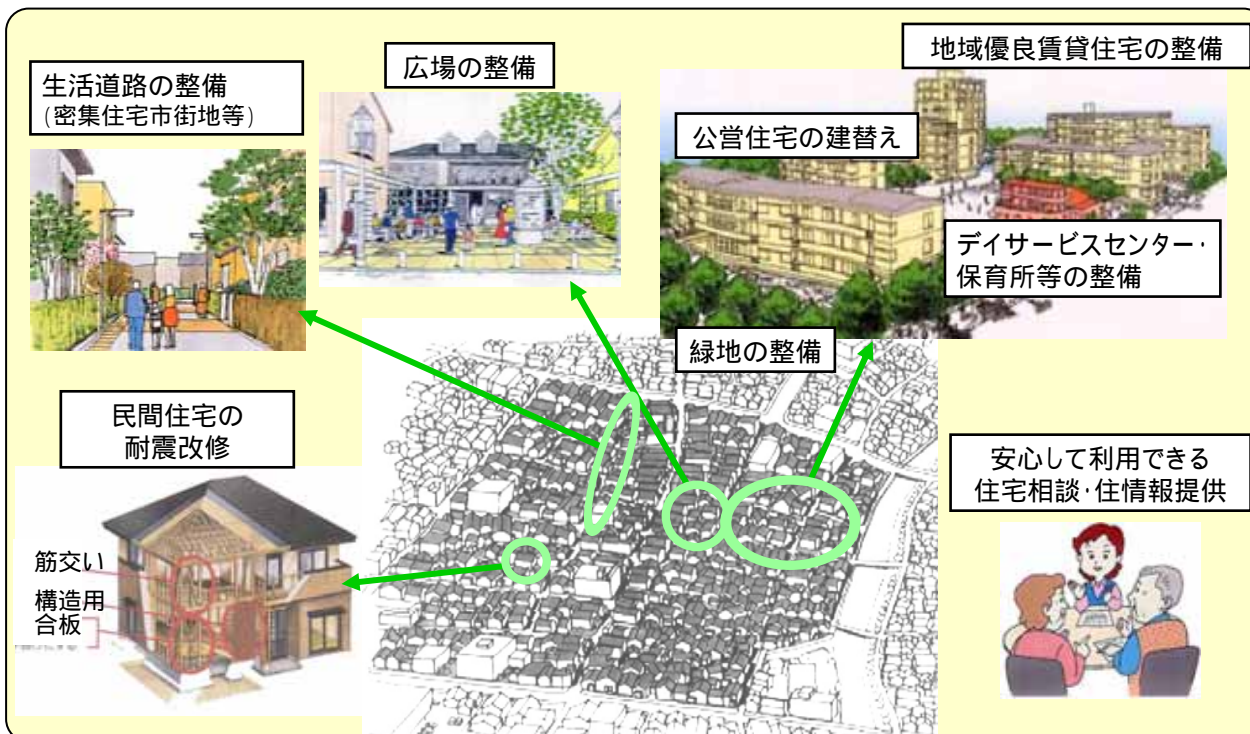 生活道路の整備
(密集住宅市街地等)
広場の整備
地域優良賃貸住宅の整備
公営住宅の建替え
デイサービスセンター・
保育所等の整備
緑地の整備
民間住宅の
耐震改修
筋交い
構造用
合板
安心して利用できる
住宅相談・住情報提供